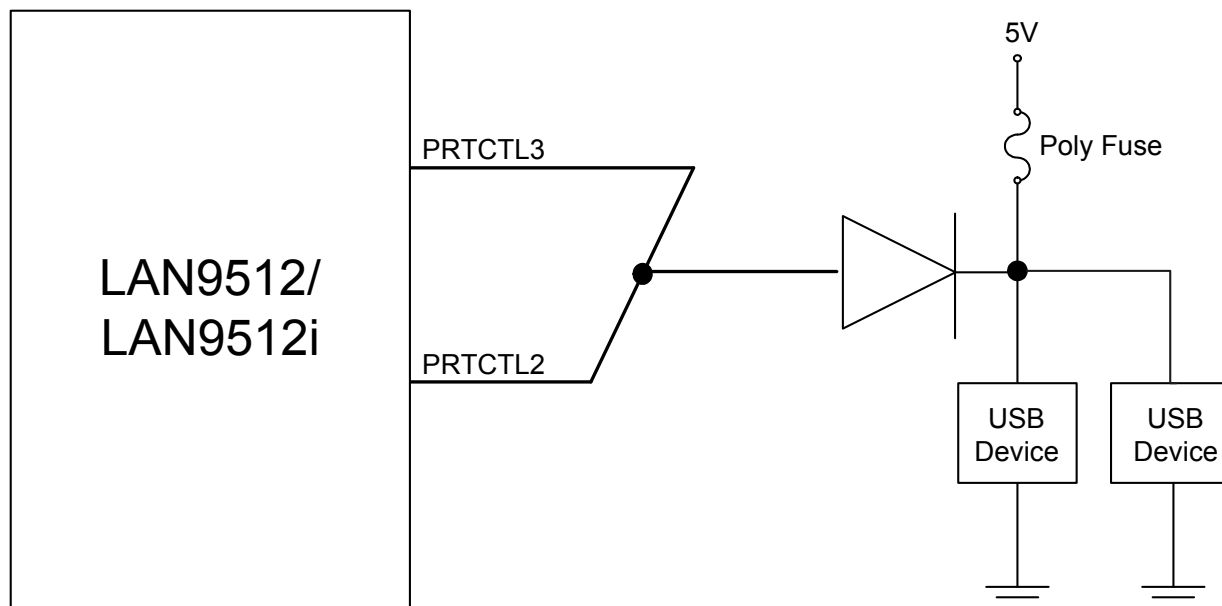 5V
Poly Fuse
PRTCTL3
LAN9512/
LAN9512i
PRTCTL2
USB
Device
USB
Device